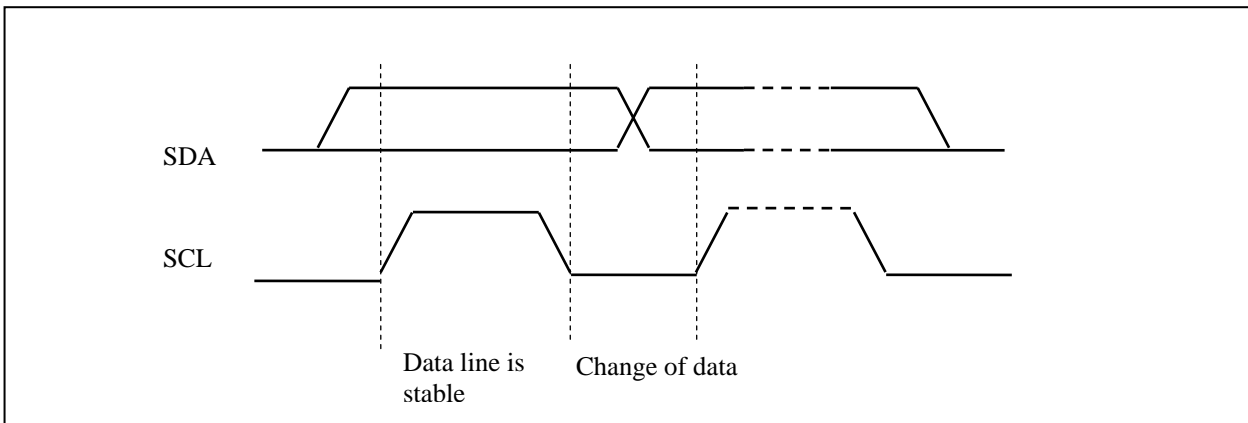 SDA
SCL
Data line is
stable
Change of data